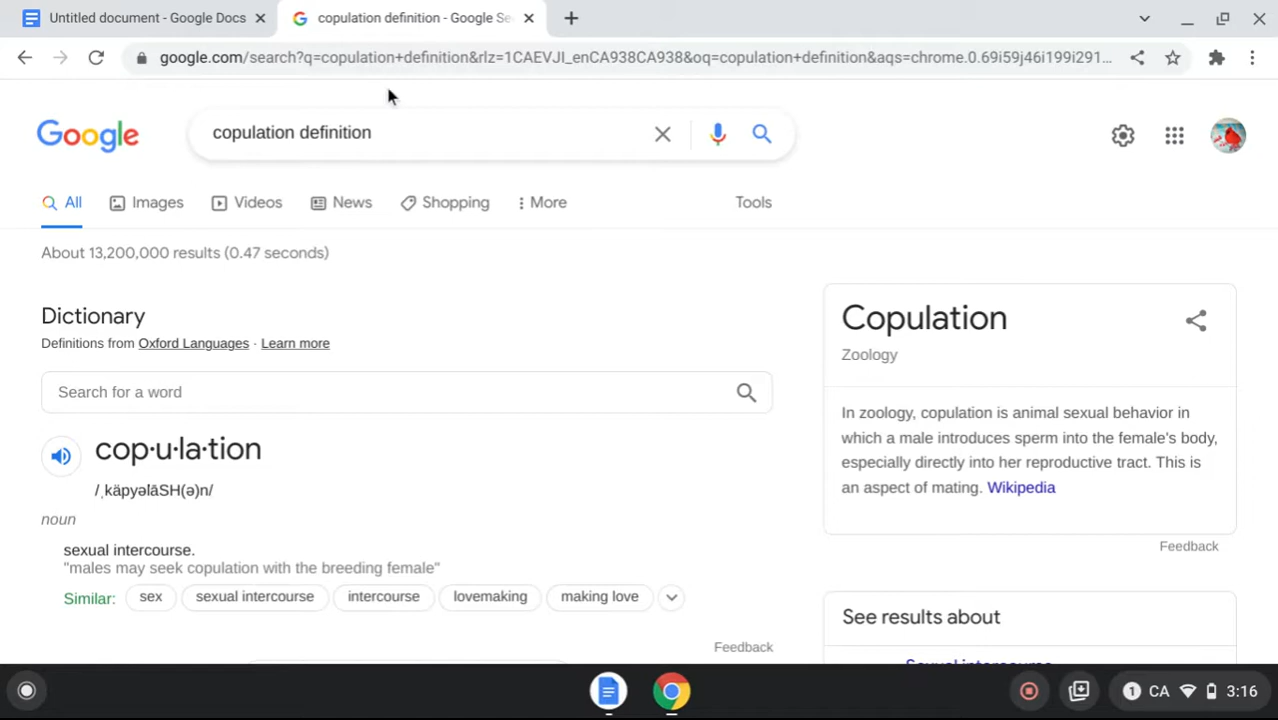 Untitled document - Google Docs
copulation definition - Google Se
google.com/search?q=copulation+definition&rlz=1CAEVJI_enCA938CA938&oq=copulation+definition&aqs=chrome.0.69i59j46i199i291...
Google
copulation definition
All
Images
Videos
News
Shopping
More
Tools
About 13,200,000 results (0.47 seconds)
Dictionary
Definitions from Oxford Languages · Learn more
Search for a word
cop·u·la·tion
/ˌkäpyəˈlāSH(ə)n/
noun
sexual intercourse.
"males may seek copulation with the breeding female"
Similar:
sex
sexual intercourse
intercourse
lovemaking
making love
Feedback
Copulation
Zoology
In zoology, copulation is animal sexual behavior in
which a male introduces sperm into the female's body,
especially directly into her reproductive tract. This is
an aspect of mating. Wikipedia
Feedback
See results about
Sexual intercourse
1 CA 3:16